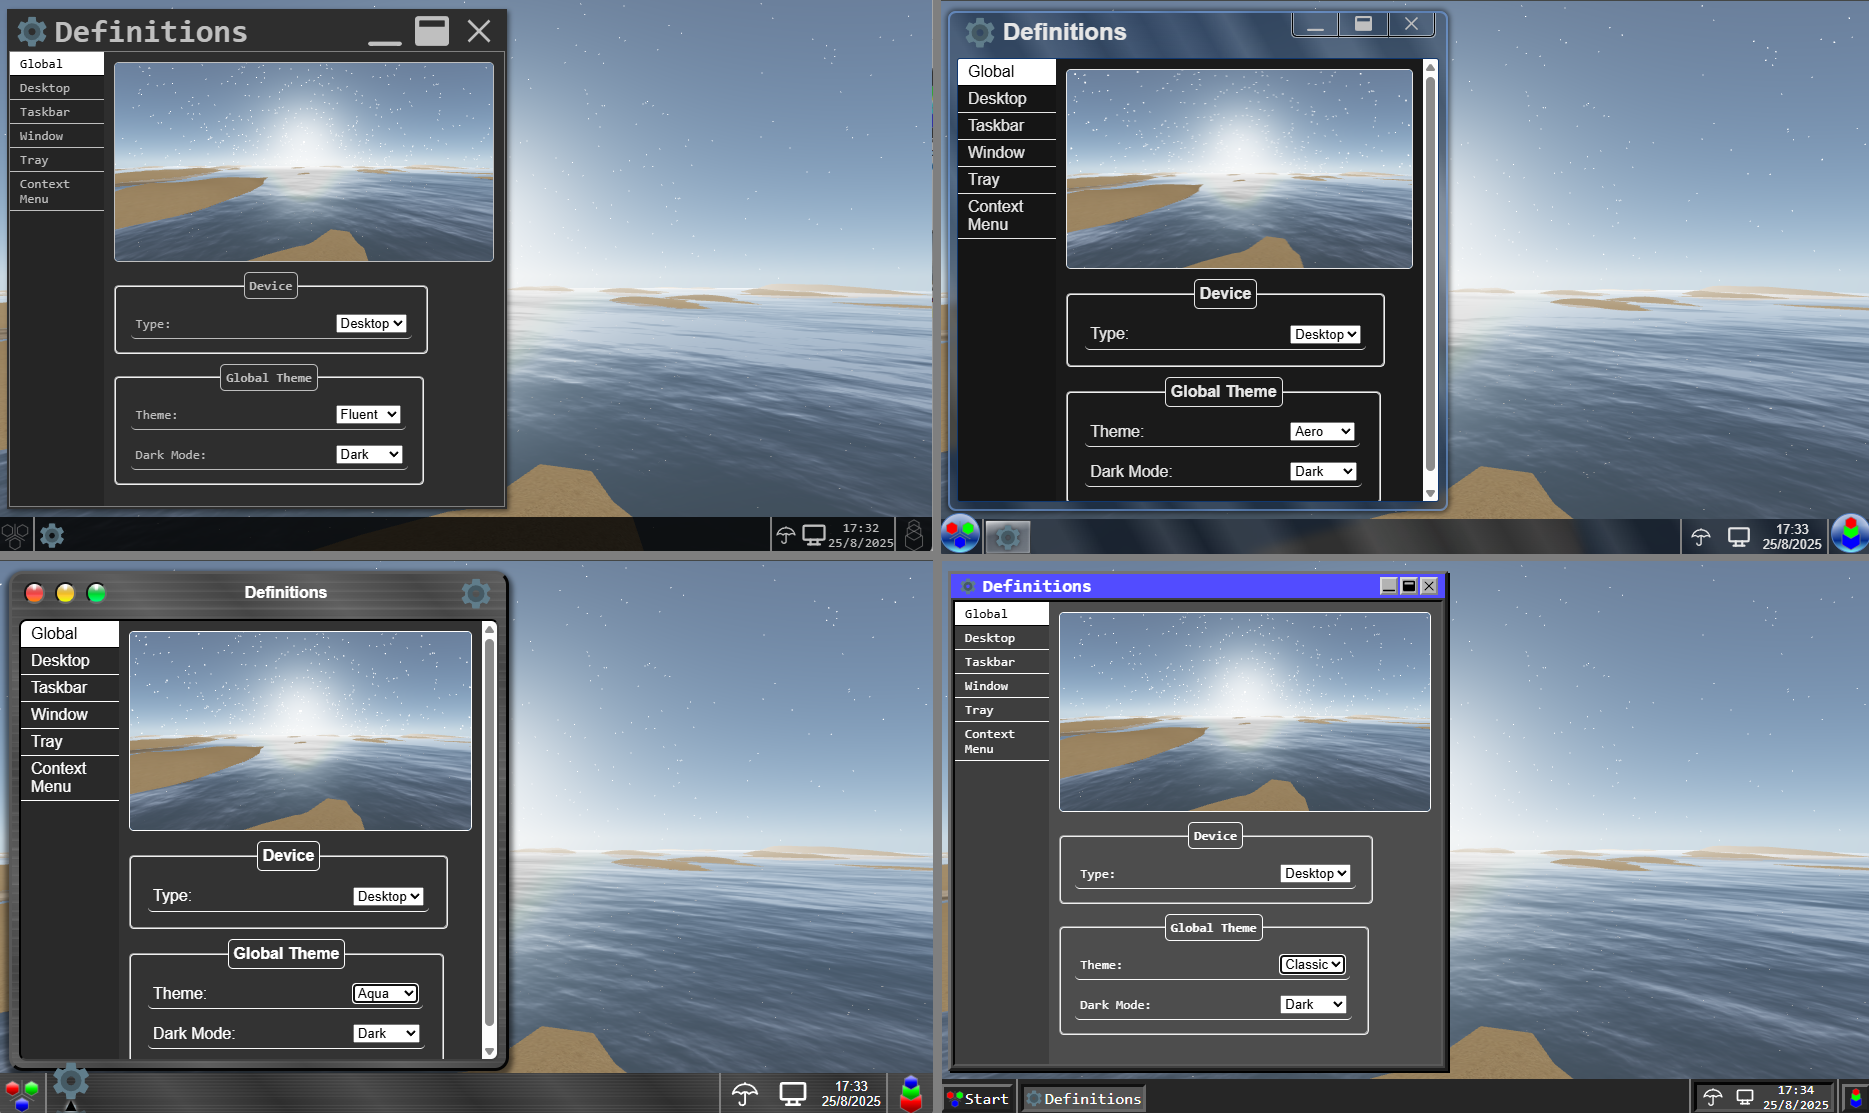 Definitions
Global
Desktop
Taskbar
Window
Tray
Context
Menu
Device
Type:
Desktop
Global Theme
Theme:
Fluent
Dark Mode:
Dark
17:32
25/8/2025
Definitions
Global
Desktop
Taskbar
Window
Tray
Context
Menu
Device
Type:
Desktop
Global Theme
Theme:
Aero
Dark Mode:
Dark
17:33
25/8/2025
Definitions
Global
Desktop
Taskbar
Window
Tray
Context
Menu
Device
Type:
Desktop
Global Theme
Theme:
Aqua
Dark Mode:
Dark
17:33
25/8/2025
Definitions
Global
Desktop
Taskbar
Window
Tray
Context
Menu
Device
Type:
Desktop
Global Theme
Theme:
Classic
Dark Mode:
Dark
Start
Definitions
17:34
25/8/2025